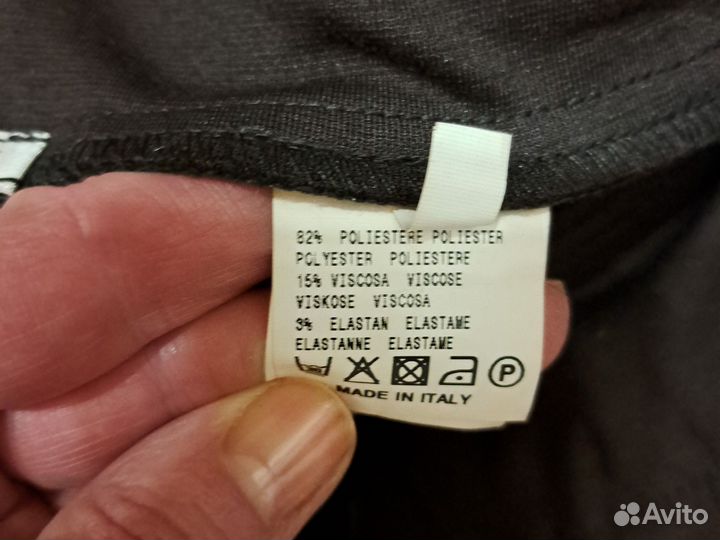 82% POLIESTERE POLIESTER
POLYESTER POLIESTERE
15% VISCOSA VISCOSE
VISKOSE VISCOSA
3% ELASTAN ELASTAME
ELASTANNE ELASTAME
P
MADE IN ITALY
Avito